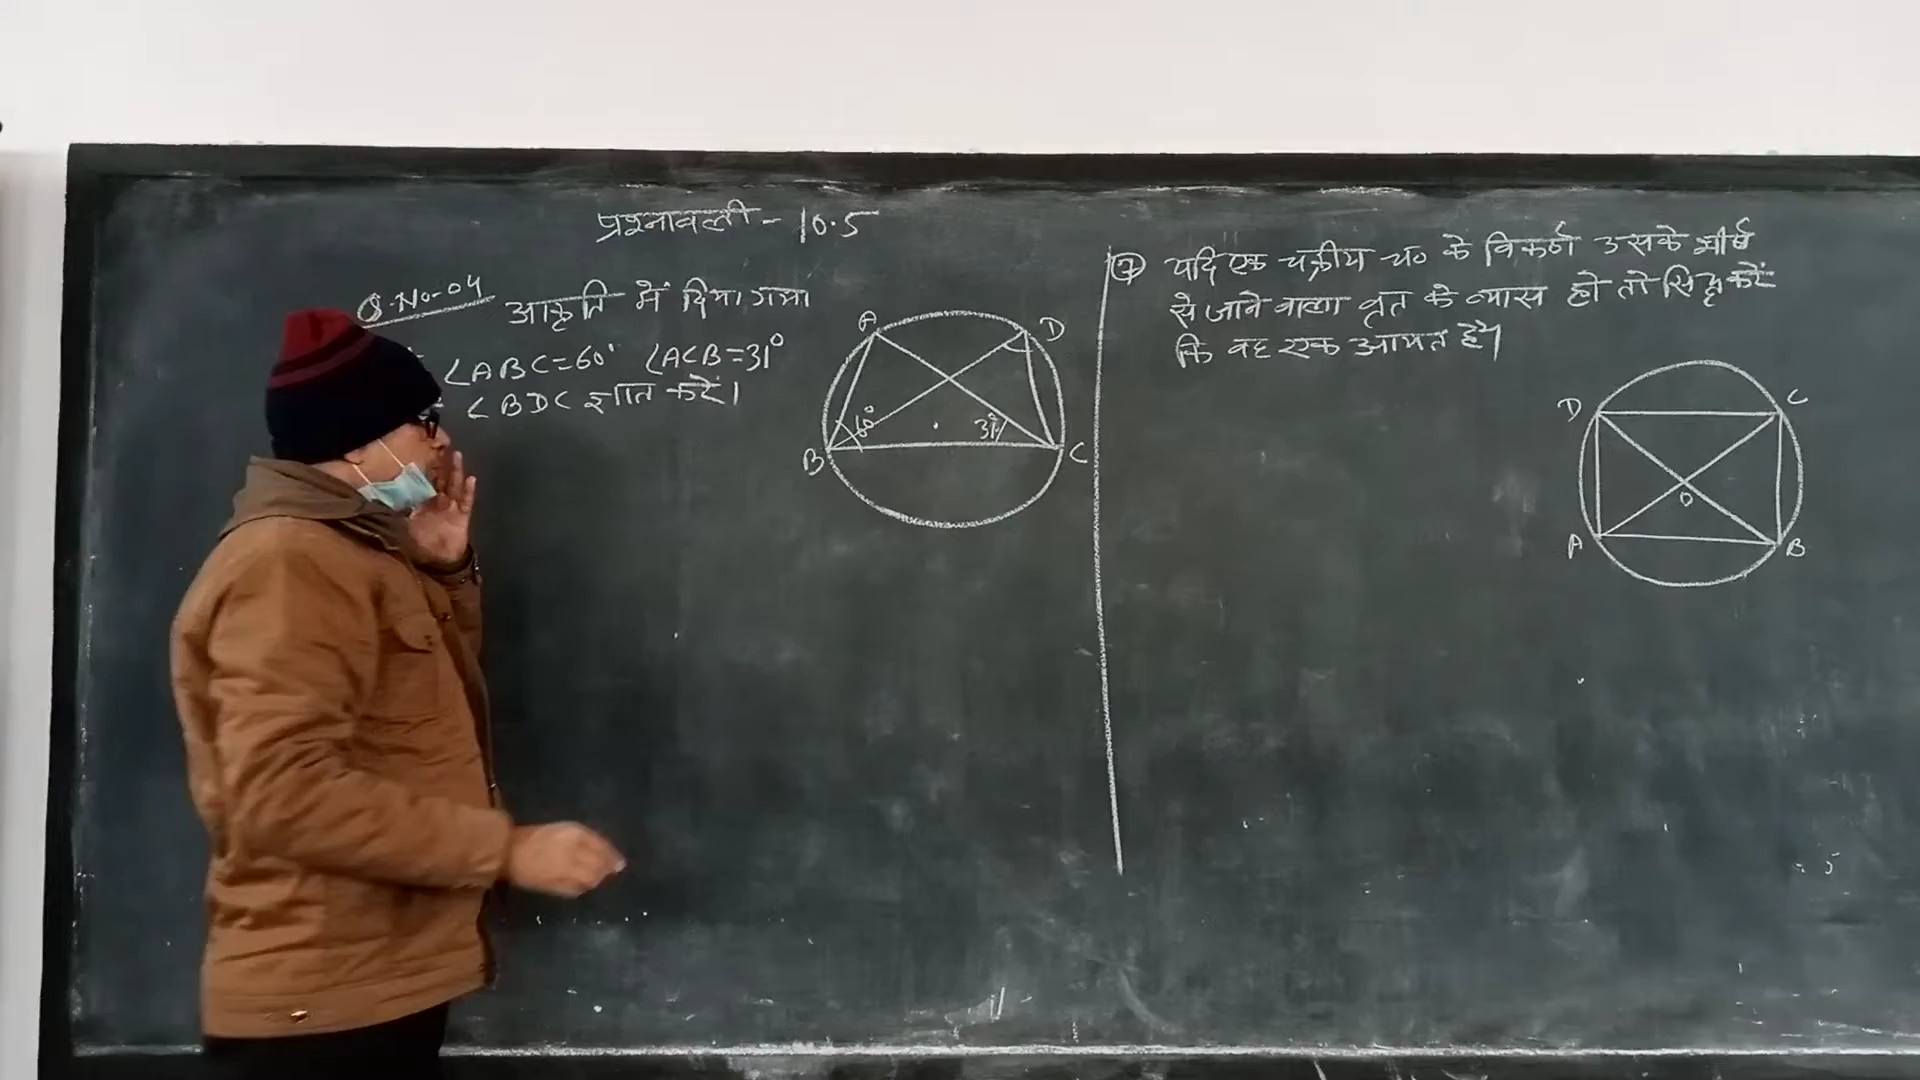 प्रश्नावली - 10.5
Q.No-04 आकृति में दिया गया
∠ABC=60° ∠ACB=31°
∠BDC ज्ञात करें।
A D
60° 31°
B C
⑦ यदि एक चक्रीय च० के विकर्ण उसके शीर्ष
से जाने वाला वृत के व्यास हो तो सिद्ध करें
कि वह एक आयत है।
D C
O
A B